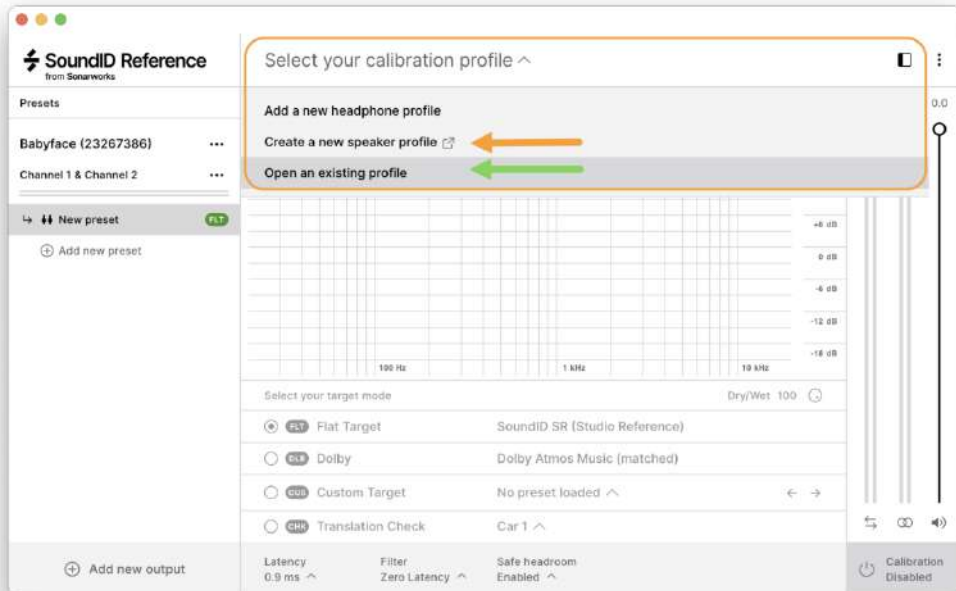 SoundID Reference
from Sonarworks
Select your calibration profile
Presets
Add a new headphone profile
0.0
Babyface (23267386)
Create a new speaker profile
Channel 1 & Channel 2
Open an existing profile
New preset FLT
+6 dB
Add new preset
0 dB
-6 dB
-12 dB
-18 dB
100 Hz 1 kHz 10 kHz
Select your target mode Dry/Wet 100
FLT Flat Target SoundID SR (Studio Reference)
DLB Dolby Dolby Atmos Music (matched)
CUS Custom Target No preset loaded
CHK Translation Check Car 1
Add new output
Latency Filter Safe headroom
0.9 ms Zero Latency Enabled
Calibration
Disabled